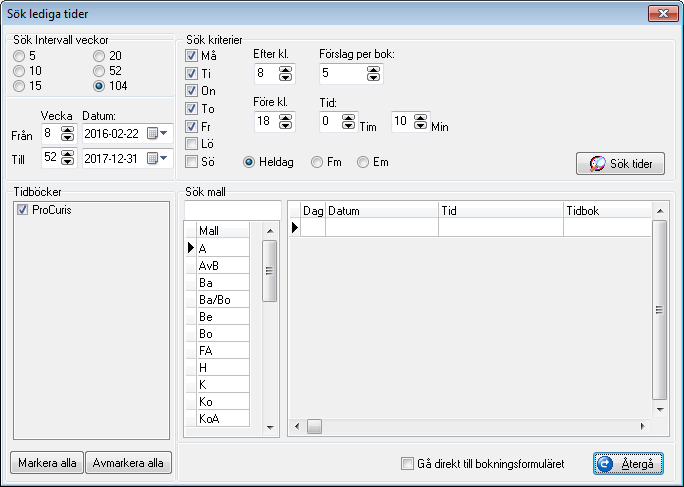 Sök lediga tider
Sök Intervall veckor
5 20
10 52
15 104
Vecka Datum:
Från 8 2016-02-22
Till 52 2017-12-31
Sök kriterier
Må
Ti
On
To
Fr
Lö
Sö
Efter kl. Förslag per bok:
8 5
Före kl. Tid:
18 0 Tim 10 Min
Heldag Fm Em
Sök tider
Tidböcker
ProCuris
Markera alla Avmarkera alla
Sök mall
Mall
A
AvB
Ba
Ba/Bo
Be
Bo
FA
H
K
Ko
KoA
Dag Datum Tid Tidbok
Gå direkt till bokningsformuläret
Återgå